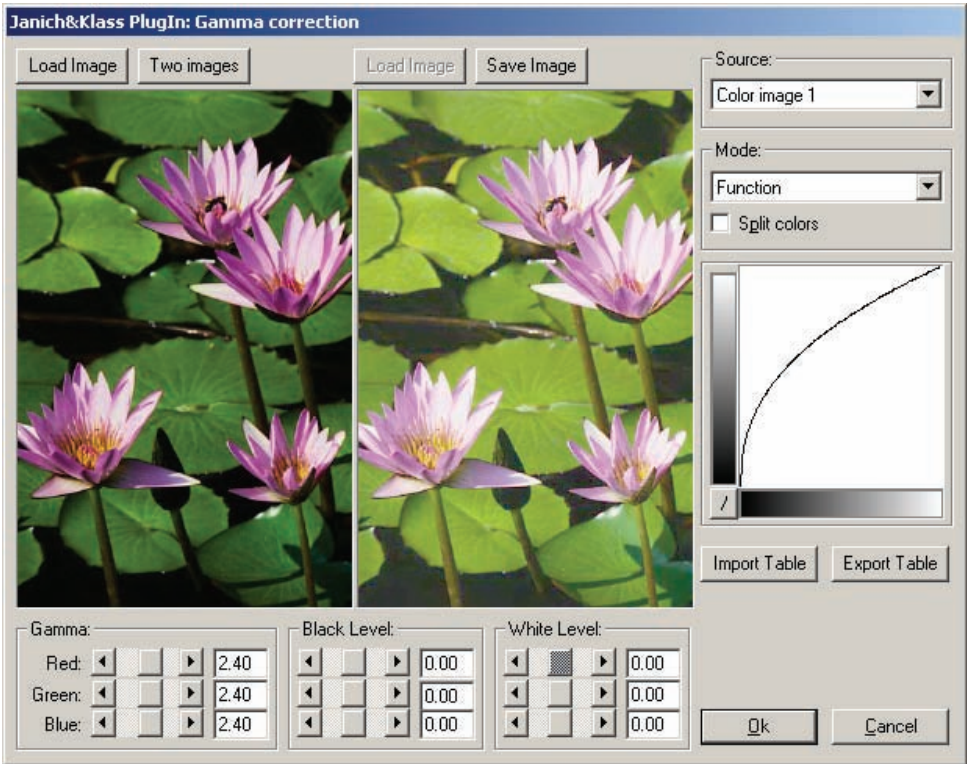 Janich&Klass PlugIn: Gamma correction
Load Image Two images Load Image Save Image
Source:
Color image 1
Mode:
Function
Split colors
/
Import Table Export Table
Gamma: Black Level: White Level:
Red: 2.40 0.00 0.00
Green: 2.40 0.00 0.00
Blue: 2.40 0.00 0.00
Ok Cancel